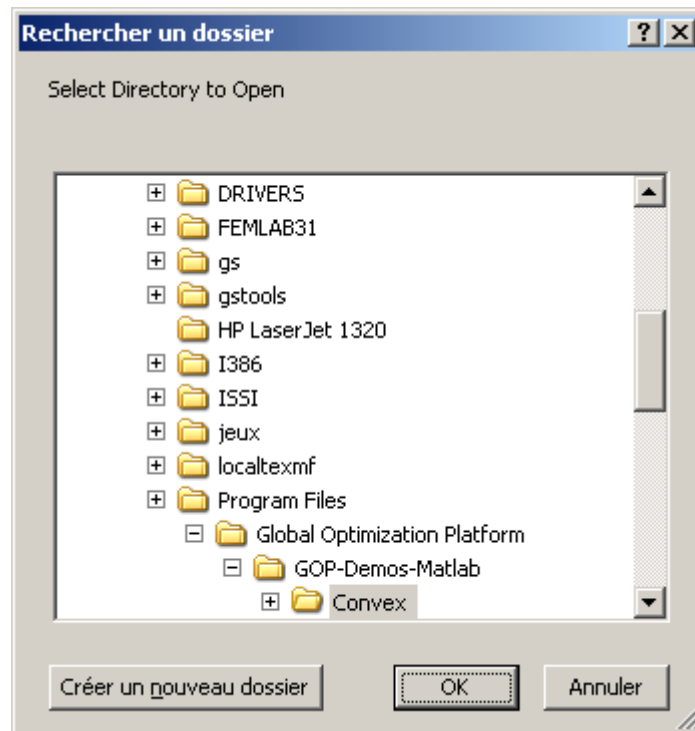 Rechercher un dossier
Select Directory to Open
DRIVERS
FEMLAB31
gs
gstools
HP LaserJet 1320
I386
ISSI
jeux
localtexmf
Program Files
Global Optimization Platform
GOP-Demos-Matlab
Convex
Créer un nouveau dossier OK Annuler